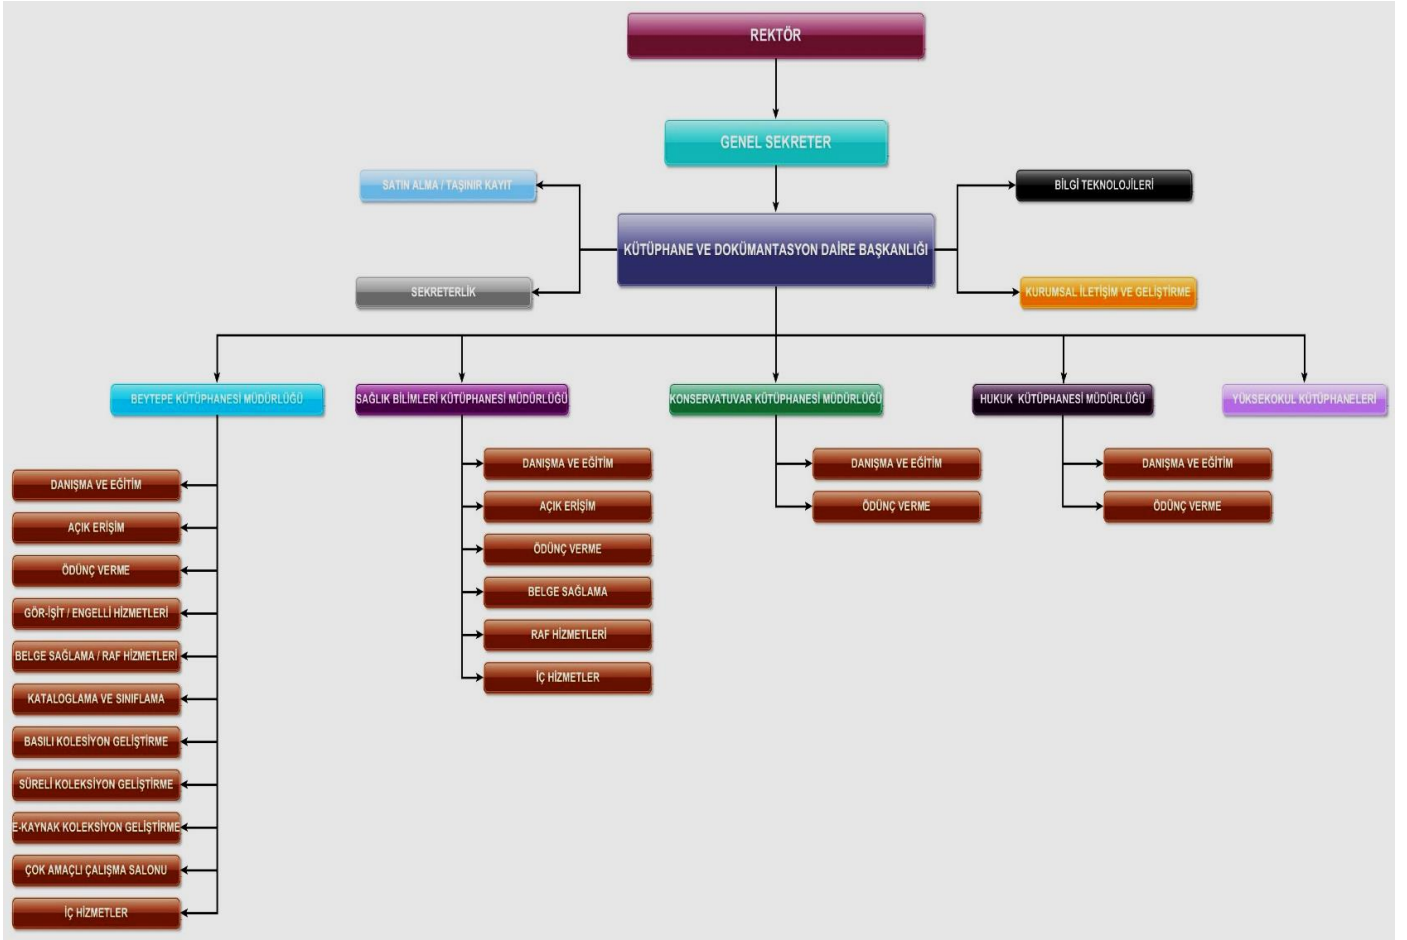 REKTÖR
GENEL SEKRETER
SATIN ALMA / TAŞINIR KAYIT
BİLGİ TEKNOLOJİLERİ
KÜTÜPHANE VE DOKÜMANTASYON DAİRE BAŞKANLIĞI
SEKRETERLİK
KURUMSAL İLETİŞİM VE GELİŞTİRME
BEYTEPE KÜTÜPHANESİ MÜDÜRLÜĞÜ
SAĞLIK BİLİMLERİ KÜTÜPHANESİ MÜDÜRLÜĞÜ
KONSERVATUVAR KÜTÜPHANESİ MÜDÜRLÜĞÜ
HUKUK KÜTÜPHANESİ MÜDÜRLÜĞÜ
YÜKSEKOKUL KÜTÜPHANELERİ
DANIŞMA VE EĞİTİM
AÇIK ERİŞİM
ÖDÜNÇ VERME
GÖR-İŞİT / ENGELLİ HİZMETLERİ
BELGE SAĞLAMA / RAF HİZMETLERİ
KATALOGLAMA VE SINIFLAMA
BASILI KOLESİYON GELİŞTİRME
SÜRELİ KOLEKSİYON GELİŞTİRME
E-KAYNAK KOLEKSİYON GELİŞTİRME
ÇOK AMAÇLI ÇALIŞMA SALONU
İÇ HİZMETLER
DANIŞMA VE EĞİTİM
AÇIK ERİŞİM
ÖDÜNÇ VERME
BELGE SAĞLAMA
RAF HİZMETLERİ
İÇ HİZMETLER
DANIŞMA VE EĞİTİM
ÖDÜNÇ VERME
DANIŞMA VE EĞİTİM
ÖDÜNÇ VERME